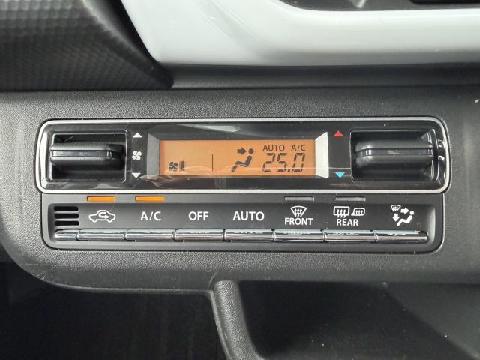 AUTO A/C
25.0
A/C OFF AUTO FRONT REAR